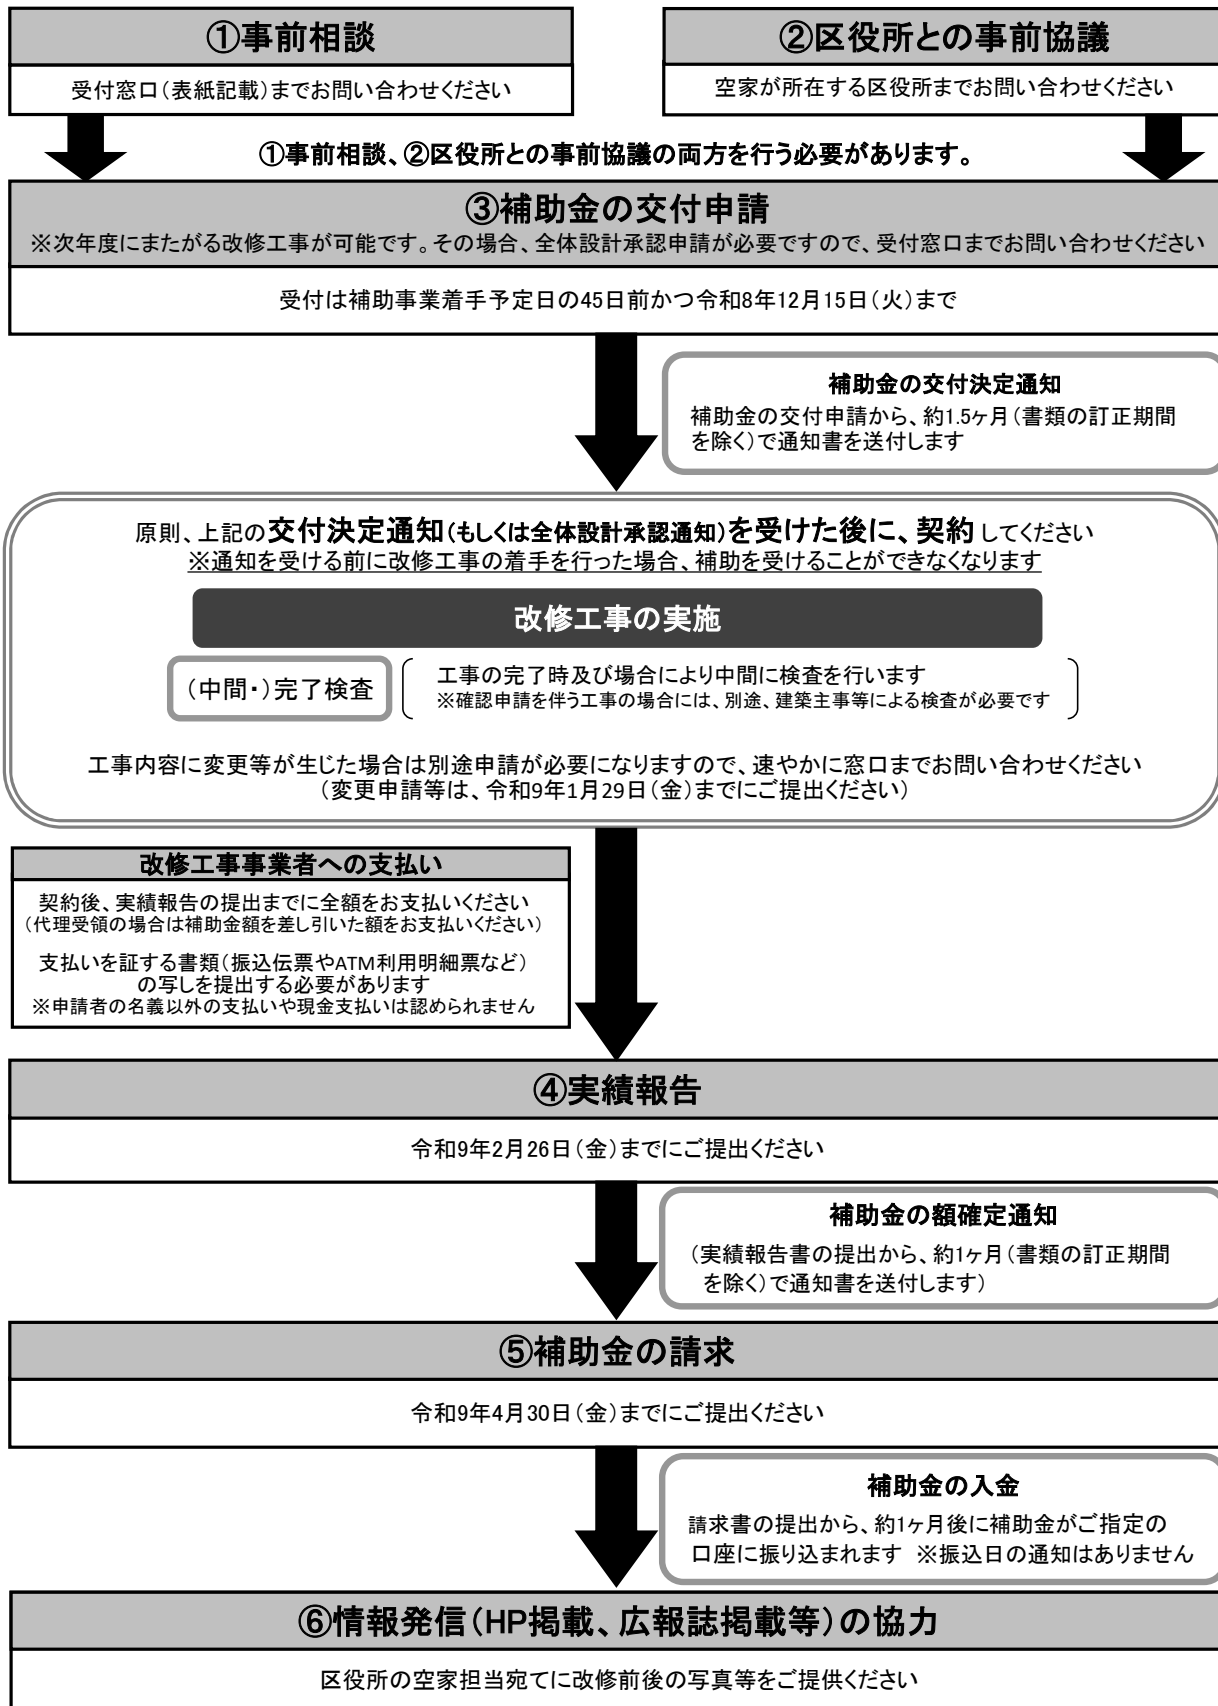 ①事前相談
受付窓口（表紙記載）までお問い合わせください
②区役所との事前協議
空家が所在する区役所までお問い合わせください
①事前相談、②区役所との事前協議の両方を行う必要があります。
③補助金の交付申請
※次年度にまたがる改修工事が可能です。その場合、全体設計承認申請が必要ですので、受付窓口までお問い合わせください
受付は補助事業着手予定日の45日前かつ令和8年12月15日（火）まで
補助金の交付決定通知
補助金の交付申請から、約1.5ヶ月（書類の訂正期間
を除く）で通知書を送付します
原則、上記の交付決定通知（もしくは全体設計承認通知）を受けた後に、契約してください
※通知を受ける前に改修工事の着手を行った場合、補助を受けることができなくなります
改修工事の実施
（中間・）完了検査
工事の完了時及び場合により中間に検査を行います
※確認申請を伴う工事の場合には、別途、建築主事等による検査が必要です
工事内容に変更等が生じた場合は別途申請が必要になりますので、速やかに窓口までお問い合わせください
（変更申請等は、令和9年1月29日（金）までにご提出ください）
改修工事事業者への支払い
契約後、実績報告の提出までに全額をお支払いください
（代理受領の場合は補助金額を差し引いた額をお支払いください）
支払いを証する書類（振込伝票やATM利用明細票など）
の写しを提出する必要があります
※申請者の名義以外の支払いや現金支払いは認められません
④実績報告
令和9年2月26日（金）までにご提出ください
補助金の額確定通知
（実績報告書の提出から、約1ヶ月（書類の訂正期間
を除く）で通知書を送付します）
⑤補助金の請求
令和9年4月30日（金）までにご提出ください
補助金の入金
請求書の提出から、約1ヶ月後に補助金がご指定の
口座に振り込まれます ※振込日の通知はありません
⑥情報発信（HP掲載、広報誌掲載等）の協力
区役所の空家担当宛てに改修前後の写真等をご提供ください